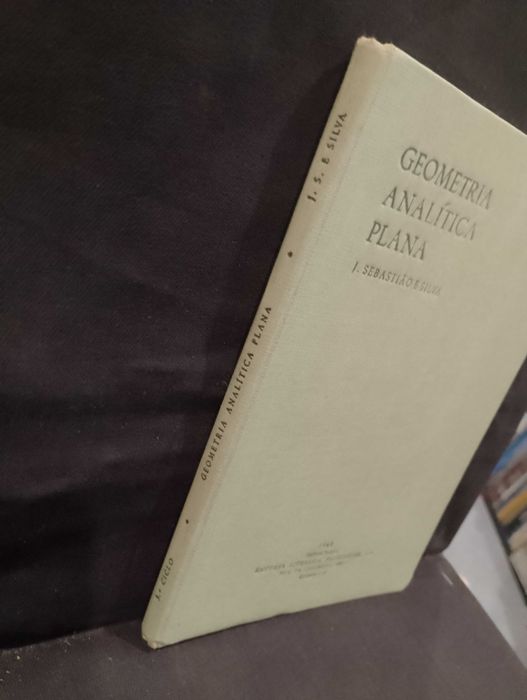 GEOMETRIA
ANALÍTICA
PLANA
J. SEBASTIÃO E SILVA
J. S. E SILVA
GEOMETRIA ANALÍTICA PLANA
3.º CICLO